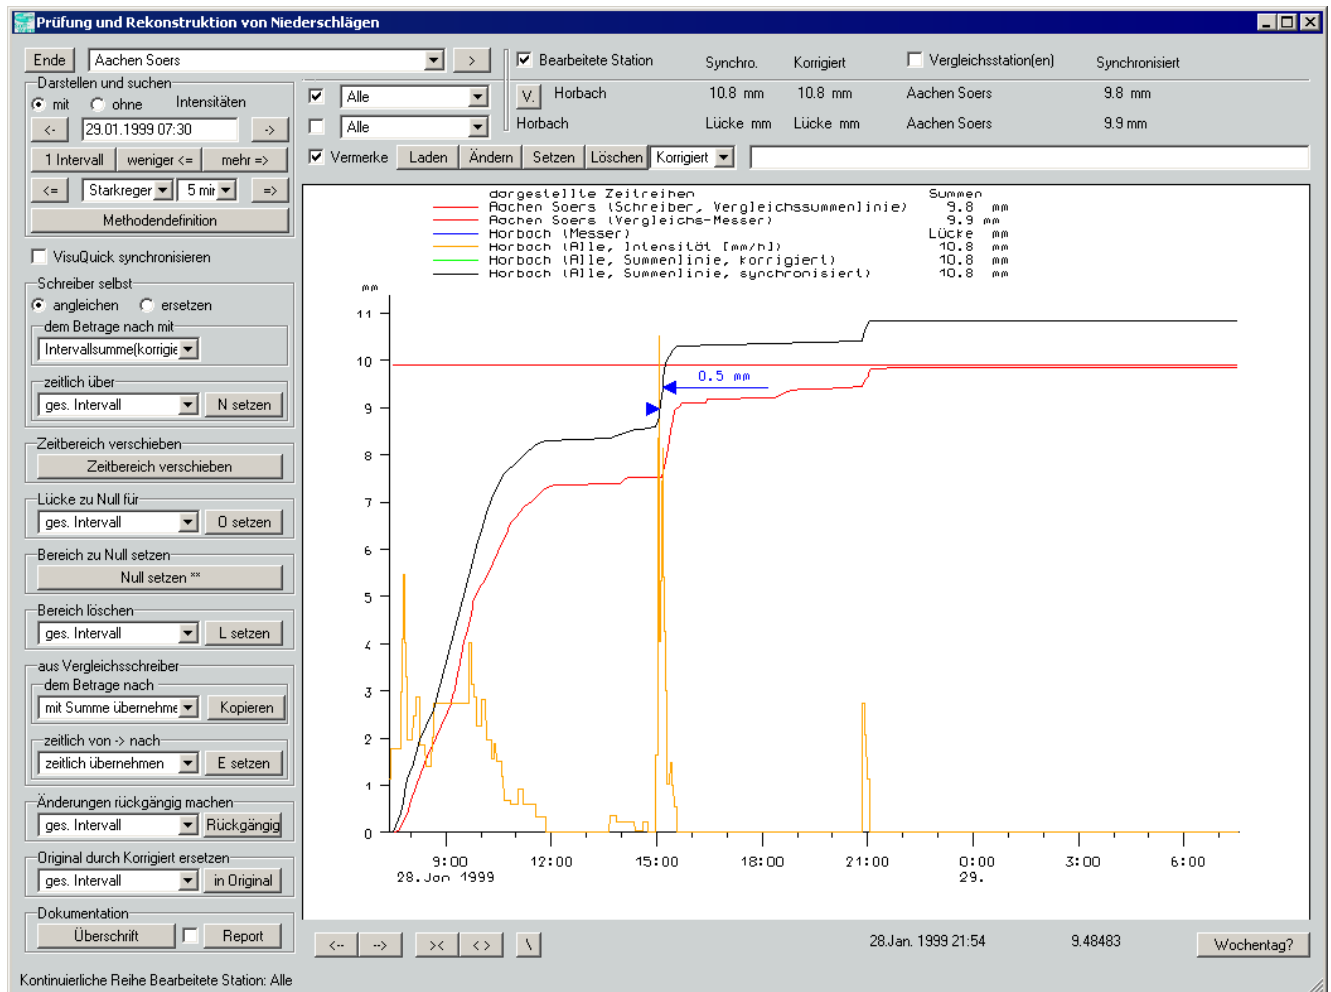 Prüfung und Rekonstruktion von Niederschlägen
Ende Aachen Soers >
Bearbeitete Station Synchro. Korrigiert Vergleichsstation(en) Synchronisiert
V. Horbach 10.8 mm 10.8 mm Aachen Soers 9.8 mm
Horbach Lücke mm Lücke mm Aachen Soers 9.9 mm
Darstellen und suchen
mit ohne Intensitäten
<- 29.01.1999 07:30 ->
1 Intervall weniger <= mehr =>
<= Starkreger 5 mir =>
Methodendefinition
Alle
Alle
Vermerke Laden Ändern Setzen Löschen Korrigiert
VisuQuick synchronisieren
Schreiber selbst
angleichen ersetzen
dem Betrage nach mit
Intervallsumme(korrigie
zeitlich über
ges. Intervall N setzen
Zeitbereich verschieben
Zeitbereich verschieben
Lücke zu Null für
ges. Intervall 0 setzen
Bereich zu Null setzen
Null setzen **
Bereich löschen
ges. Intervall L setzen
aus Vergleichsschreiber
dem Betrage nach
mit Summe übernehme Kopieren
zeitlich von -> nach
zeitlich übernehmen E setzen
Änderungen rückgängig machen
ges. Intervall Rückgängig
Original durch Korrigiert ersetzen
ges. Intervall in Original
Dokumentation
Überschrift Report
dargestellte Zeitreihen Summen
Aachen Soers (Schreiber, Vergleichssummenlinie) 9.8 mm
Aachen Soers (Vergleichs-Messer) 9.9 mm
Horbach (Messer) Lücke mm
Horbach (Alle, Intensität [mm/h]) 10.8 mm
Horbach (Alle, Summenlinie, korrigiert) 10.8 mm
Horbach (Alle, Summenlinie, synchronisiert) 10.8 mm
mm
11
10
9
8
7
6
5
4
3
2
1
0
0.5 mm
9:00 12:00 15:00 18:00 21:00 0:00 3:00 6:00
28.Jan 1999 29.
<-- --> >< <> \ 28.Jan. 1999 21:54 9.48483 Wochentag?
Kontinuierliche Reihe Bearbeitete Station: Alle